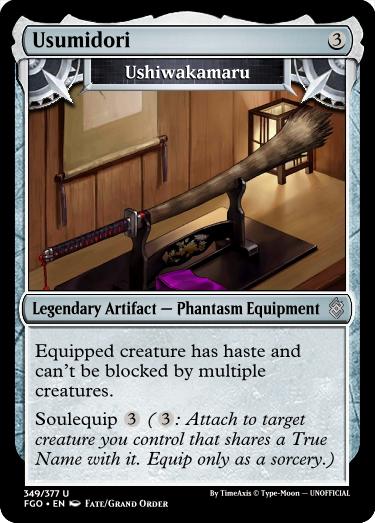 Usumidori 3
Ushiwakamaru
Legendary Artifact — Phantasm Equipment
Equipped creature has haste and
can't be blocked by multiple
creatures.
Soulequip 3 ( 3: Attach to target
creature you control that shares a True
Name with it. Equip only as a sorcery.)
349/377 U
FGO • EN Fate/Grand Order
By TimeAxis © Type-Moon — UNOFFICIAL